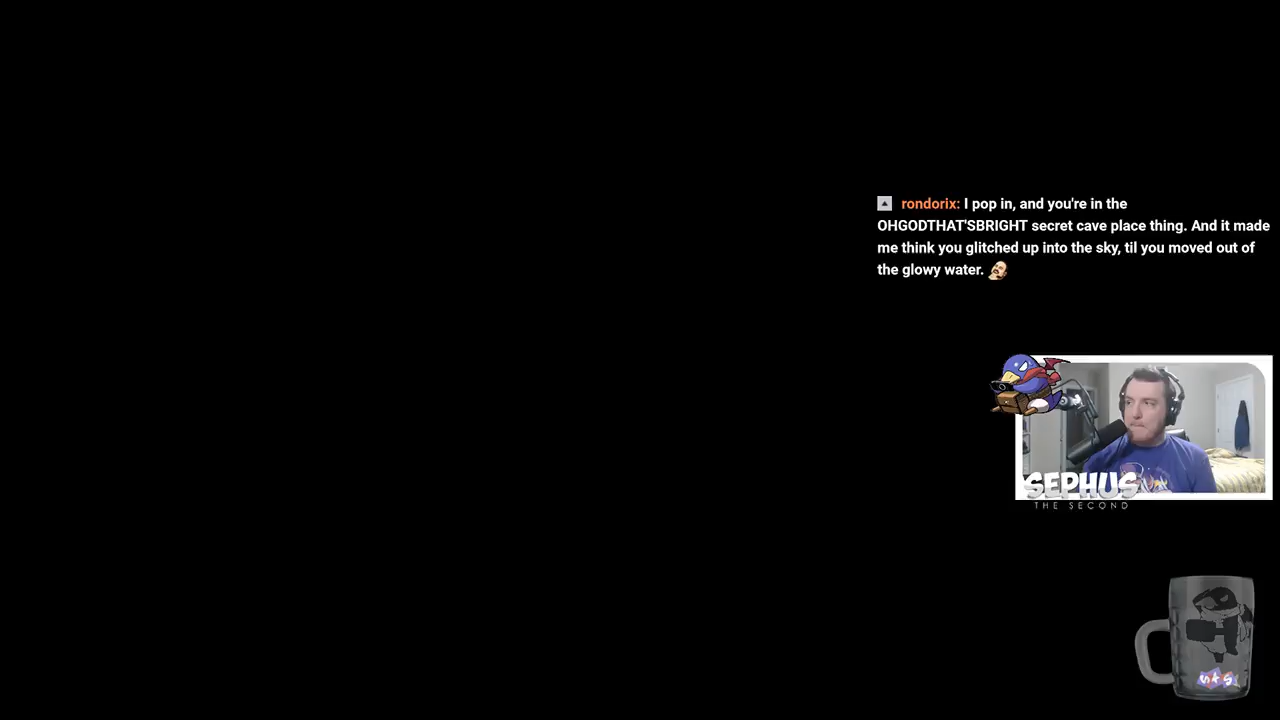 rondorix: I pop in, and you're in the
OHGODTHAT'SBRIGHT secret cave place thing. And it made
me think you glitched up into the sky, til you moved out of
the glowy water.
SEPHUS
THE SECOND